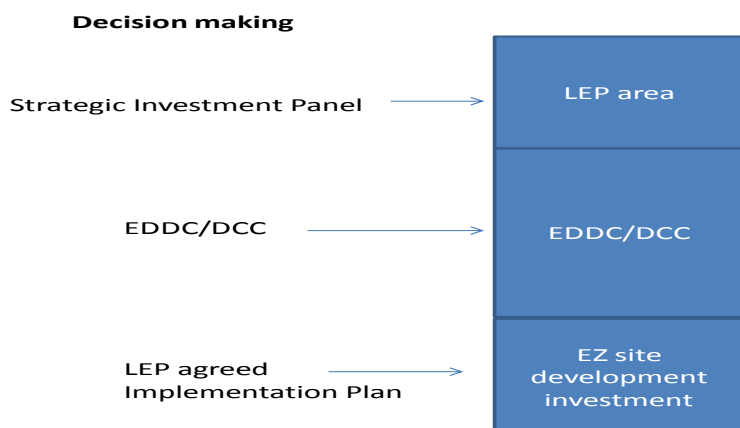 Decision making
Strategic Investment Panel
LEP area
EDDC/DCC
EDDC/DCC
LEP agreed
Implementation Plan
EZ site
development
investment